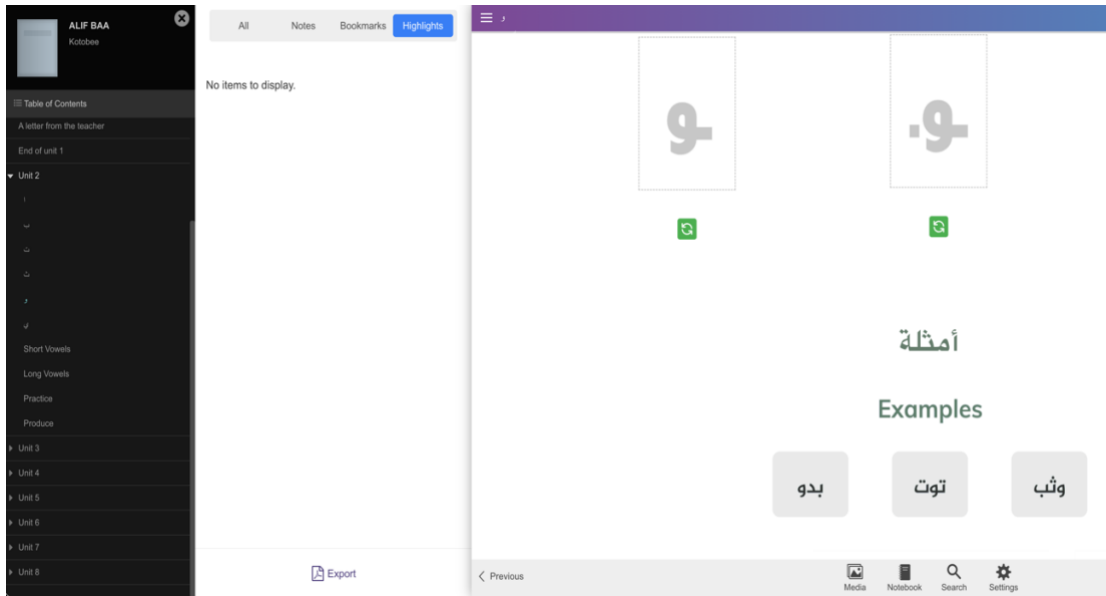 ALIF BAA
Kotobee
Table of Contents
A letter from the teacher
End of unit 1
Unit 2
ا
ب
ت
ث
و
ي
Short Vowels
Long Vowels
Practice
Produce
Unit 3
Unit 4
Unit 5
Unit 6
Unit 7
Unit 8
All Notes Bookmarks Highlights
No items to display.
Export
و
ـو ـو.
أمثلة
Examples
وثب توت بدو
Previous
Media Notebook Search Settings